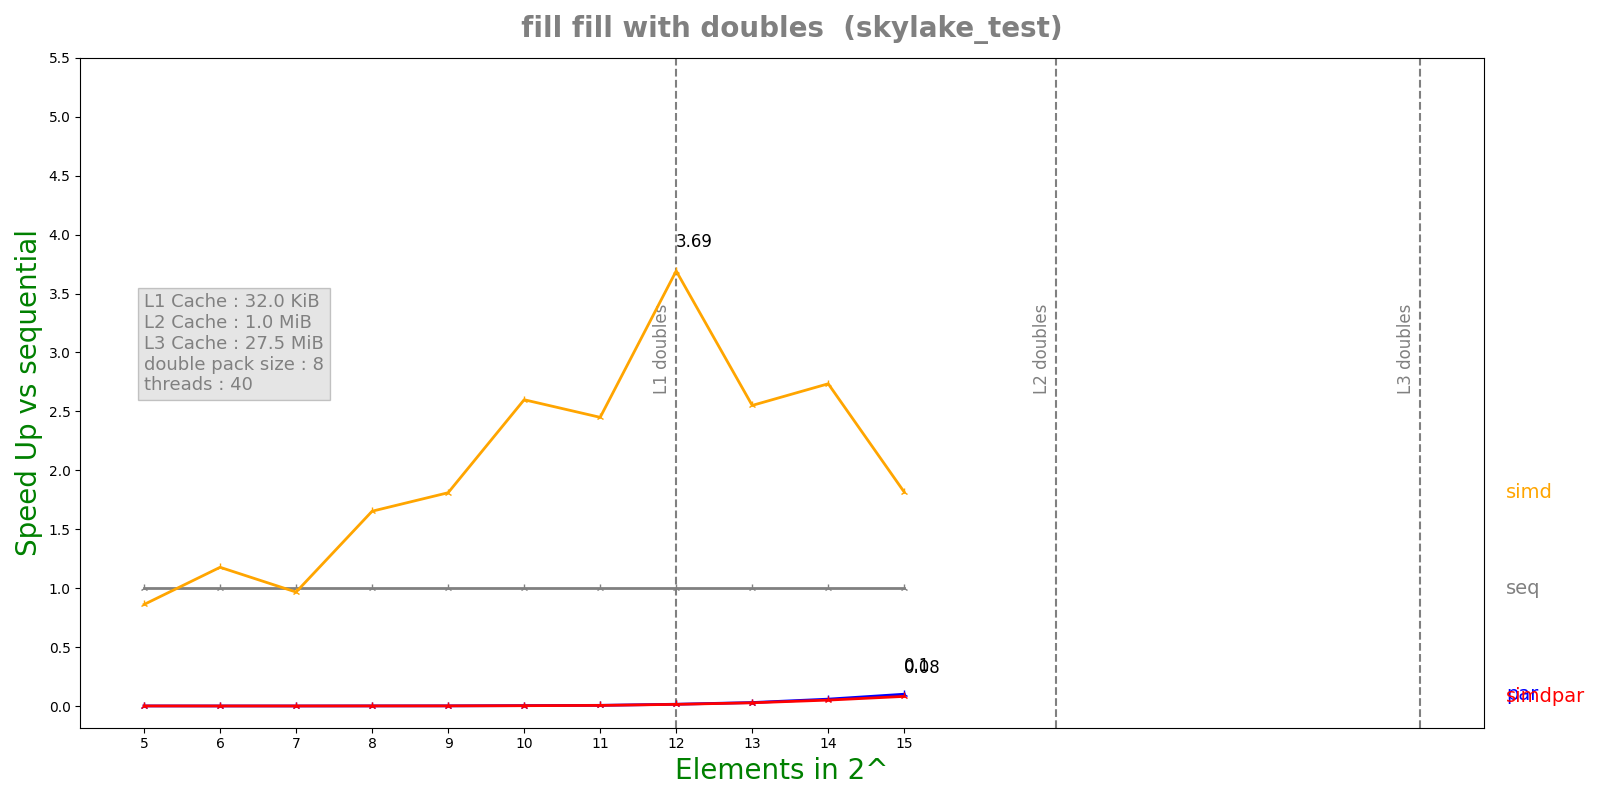 fill fill with doubles (skylake_test)
Speed Up vs sequential
5.5
5.0
4.5
4.0
3.5
3.0
2.5
2.0
1.5
1.0
0.5
0.0
L1 Cache : 32.0 KiB
L2 Cache : 1.0 MiB
L3 Cache : 27.5 MiB
double pack size : 8
threads : 40
3.69
L1 doubles
L2 doubles
L3 doubles
0.1
0.08
simd
seq
par
simdpar
5 6 7 8 9 10 11 12 13 14 15
Elements in 2^